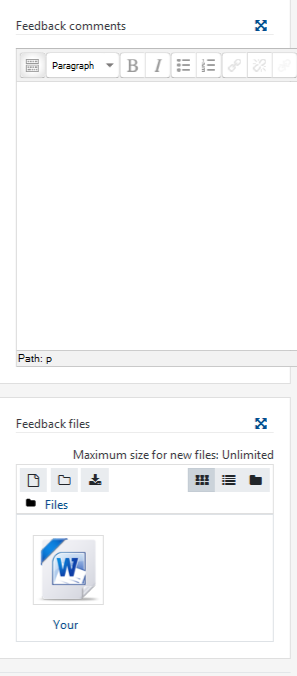 Feedback comments
Paragraph B I
Path: p
Feedback files
Maximum size for new files: Unlimited
Files
W
Your